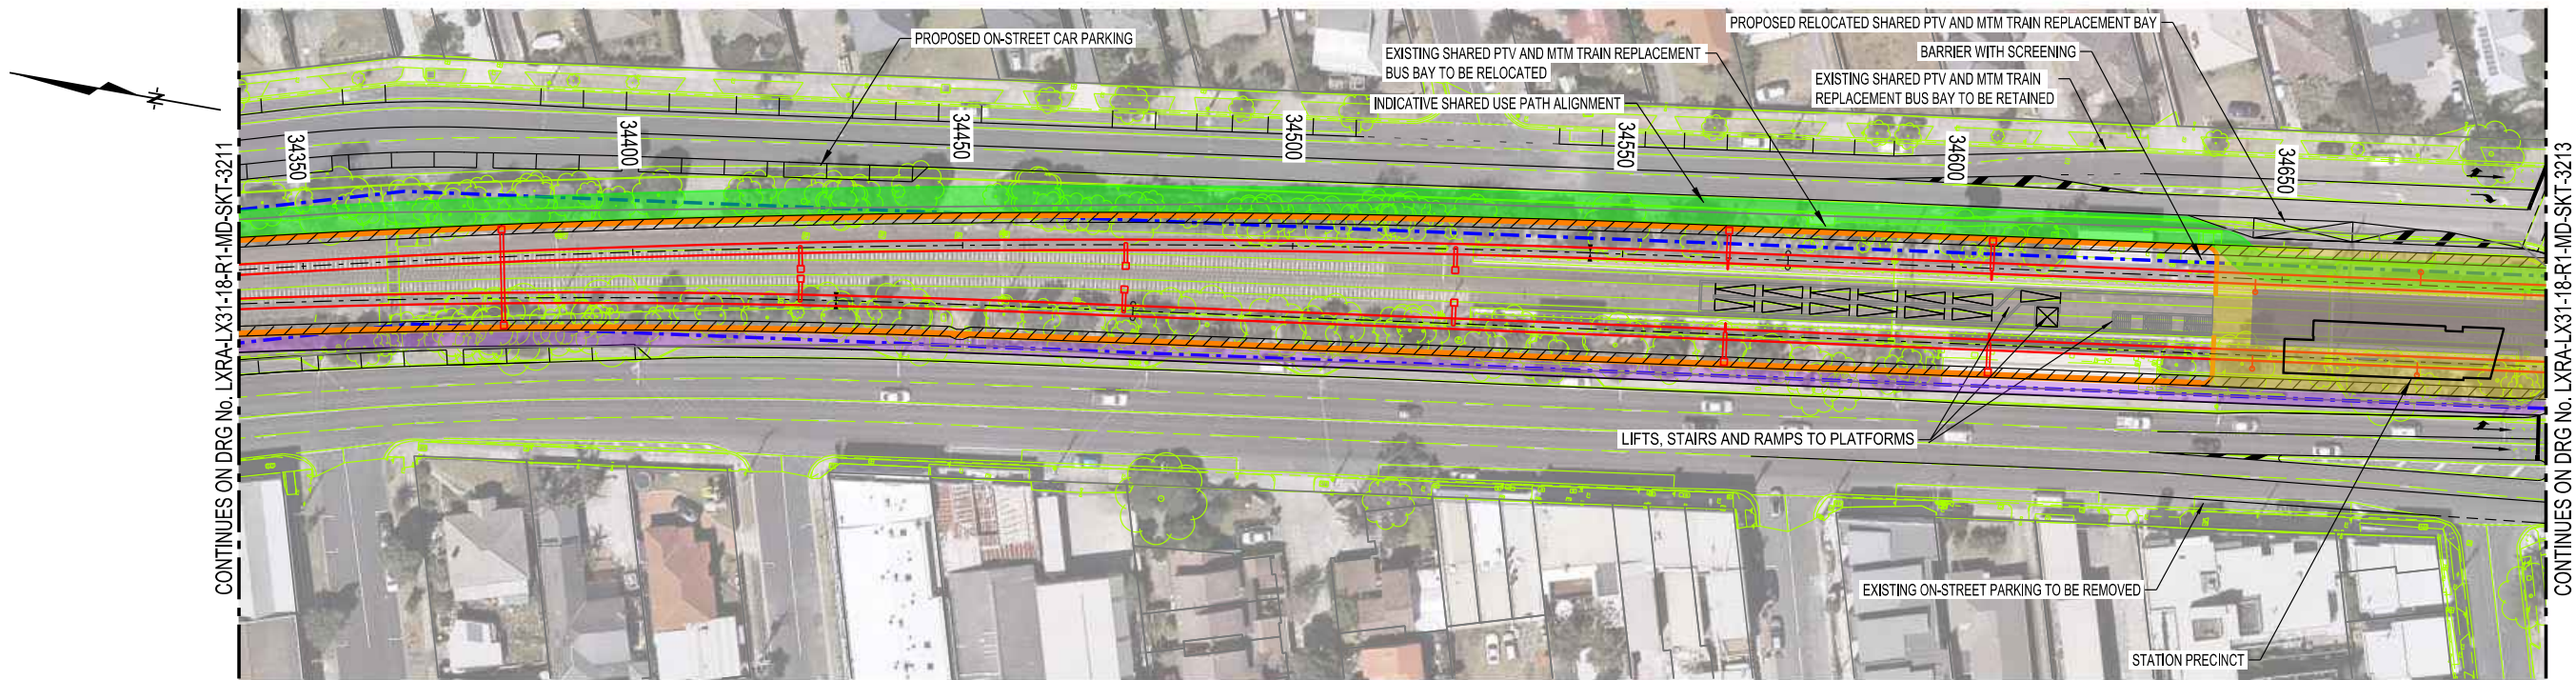 PROPOSED RELOCATED SHARED PTV AND MTM TRAIN REPLACEMENT BAY
PROPOSED ON-STREET CAR PARKING
EXISTING SHARED PTV AND MTM TRAIN REPLACEMENT
BUS BAY TO BE RELOCATED
BARRIER WITH SCREENING
EXISTING SHARED PTV AND MTM TRAIN
REPLACEMENT BUS BAY TO BE RETAINED
INDICATIVE SHARED USE PATH ALIGNMENT
N
34350
34400
34450
34500
34550
34600
34650
CONTINUES ON DRG No. LXRA-LX31-18-R1-MD-SKT-3211
CONTINUES ON DRG No. LXRA-LX31-18-R1-MD-SKT-3213
LIFTS, STAIRS AND RAMPS TO PLATFORMS
EXISTING ON-STREET PARKING TO BE REMOVED
STATION PRECINCT